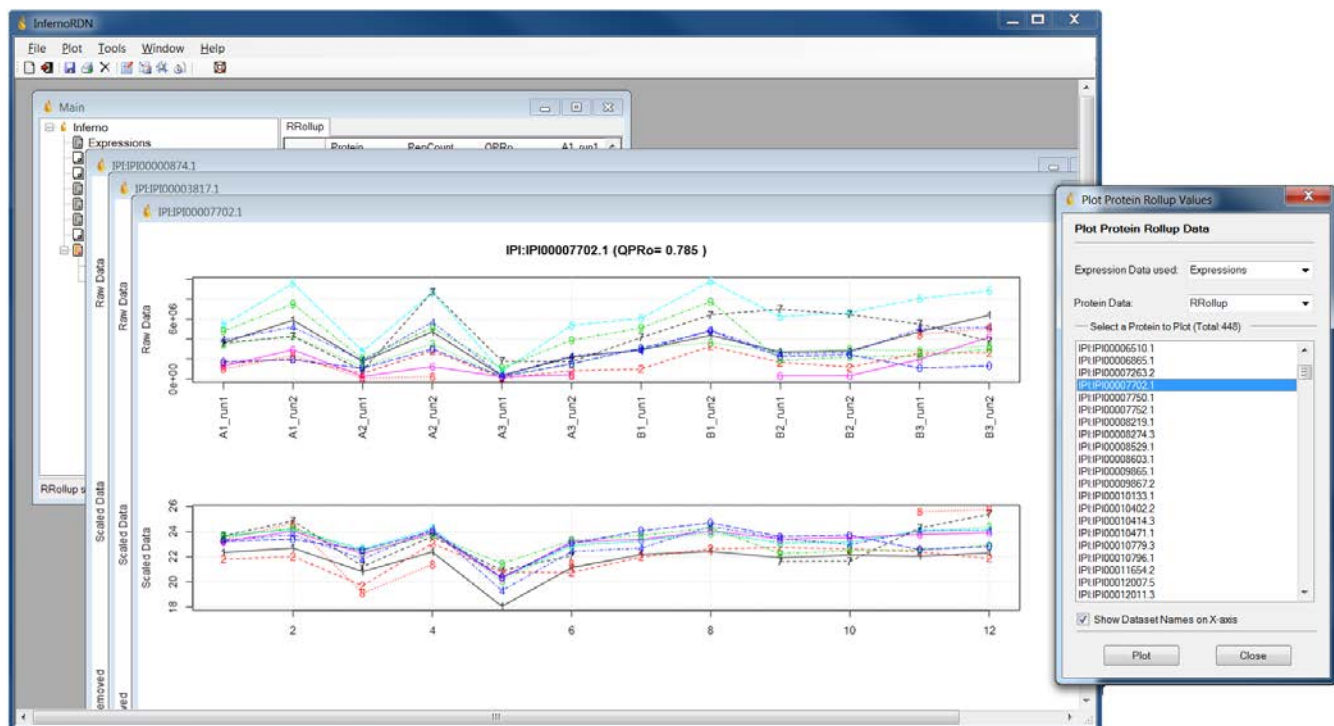 InfernoRDN
File Plot Tools Window Help
Main
Inferno
Expressions
RRollup
Protein
A1_run1
IPI:IPI00000874.1
IPI:IPI00003817.1
IPI:IPI00007702.1
IPI:IPI00007702.1 (QPRo= 0.785 )
Raw Data
Raw Data
Raw Data
6e+06
0e+00
A1_run1
A1_run2
A2_run1
A2_run2
A3_run1
A3_run2
B1_run1
B1_run2
B2_run1
B2_run2
B3_run1
B3_run2
RRollup s
Scaled Data
Scaled Data
Scaled Data
26
24
22
20
18
2 4 6 8 10 12
emoved
ved
Plot Protein Rollup Values
Plot Protein Rollup Data
Expression Data used: Expressions
Protein Data: RRollup
Select a Protein to Plot (Total 448)
IPI:IPI00006510.1
IPI:IPI00006865.1
IPI:IPI00007263.2
IPI:IPI00007702.1
IPI:IPI00007750.1
IPI:IPI00007752.1
IPI:IPI00008219.1
IPI:IPI00008274.3
IPI:IPI00008529.1
IPI:IPI00008603.1
IPI:IPI00009865.1
IPI:IPI00009867.2
IPI:IPI00010133.1
IPI:IPI00010402.2
IPI:IPI00010414.3
IPI:IPI00010471.1
IPI:IPI00010779.3
IPI:IPI00010796.1
IPI:IPI00011654.2
IPI:IPI00012007.5
IPI:IPI00012011.3
Show Dataset Names on X-axis
Plot Close